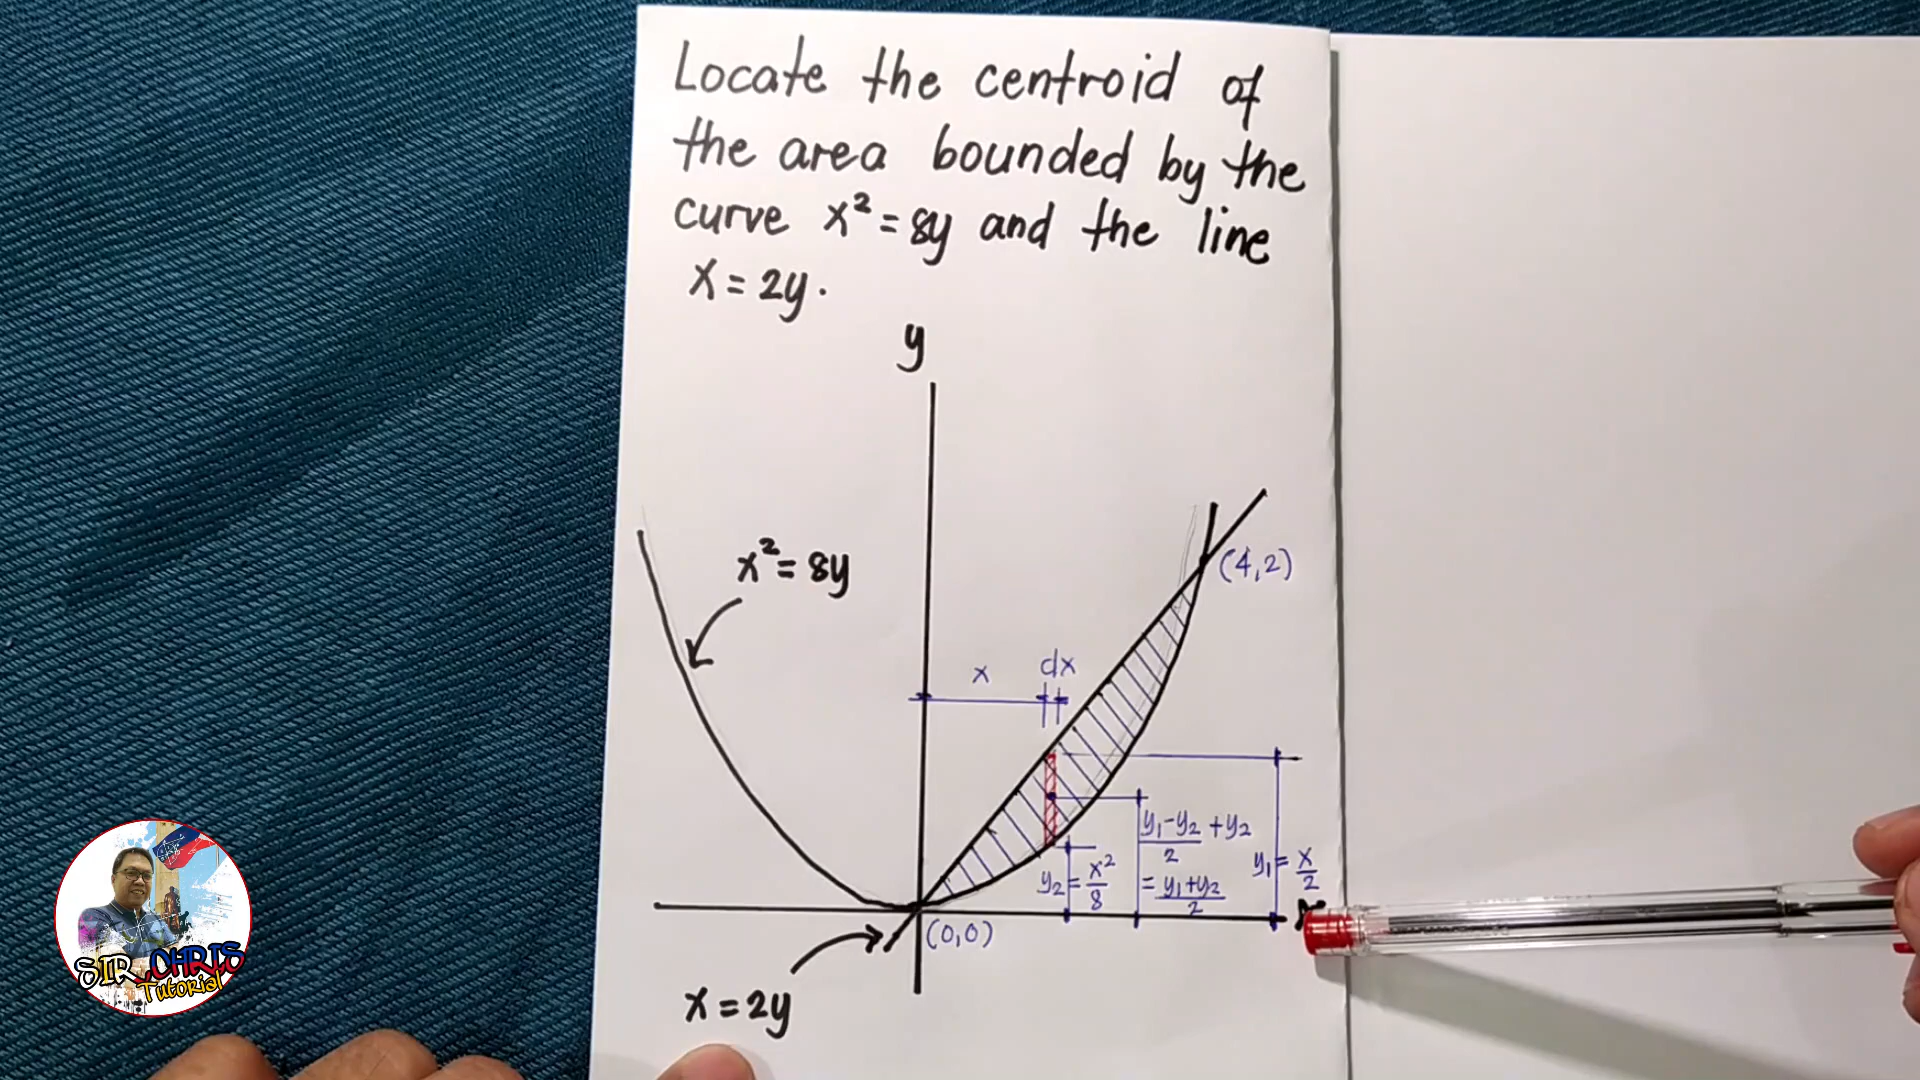 Locate the centroid of
the area bounded by the
curve x² = 8y and the line
x = 2y.
y
x² = 8y
(4,2)
x dx
y₁-y₂/2 + y₂
y₂ = x²/8
= y₁+y₂/2
y₁ = x/2
x
(0,0)
x = 2y
SIR CHRIS
Tutorial